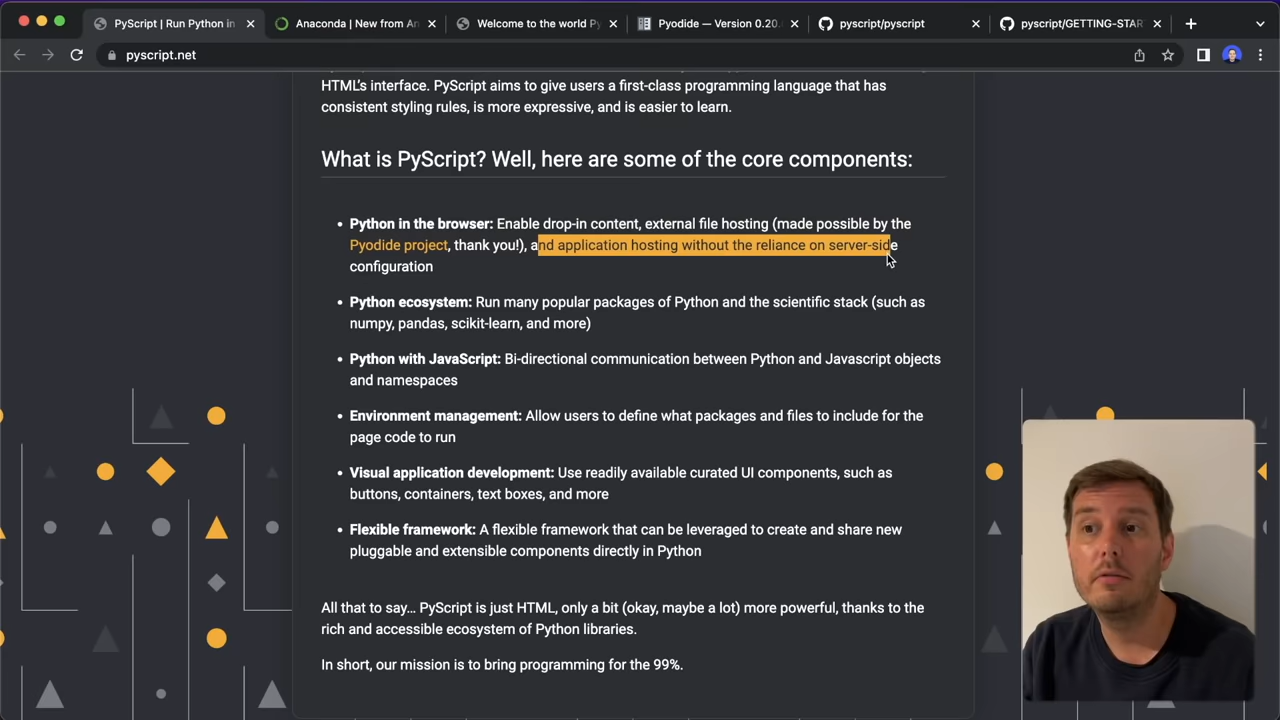 PyScript | Run Python in
Anaconda | New from An
Welcome to the world Py
Pyodide — Version 0.20.
pyscript/pyscript
pyscript/GETTING-STAR
pyscript.net
HTML's interface. PyScript aims to give users a first-class programming language that has
consistent styling rules, is more expressive, and is easier to learn.
What is PyScript? Well, here are some of the core components:
• Python in the browser: Enable drop-in content, external file hosting (made possible by the
Pyodide project, thank you!), and application hosting without the reliance on server-side
configuration
• Python ecosystem: Run many popular packages of Python and the scientific stack (such as
numpy, pandas, scikit-learn, and more)
• Python with JavaScript: Bi-directional communication between Python and Javascript objects
and namespaces
• Environment management: Allow users to define what packages and files to include for the
page code to run
• Visual application development: Use readily available curated UI components, such as
buttons, containers, text boxes, and more
• Flexible framework: A flexible framework that can be leveraged to create and share new
pluggable and extensible components directly in Python
All that to say… PyScript is just HTML, only a bit (okay, maybe a lot) more powerful, thanks to the
rich and accessible ecosystem of Python libraries.
In short, our mission is to bring programming for the 99%.